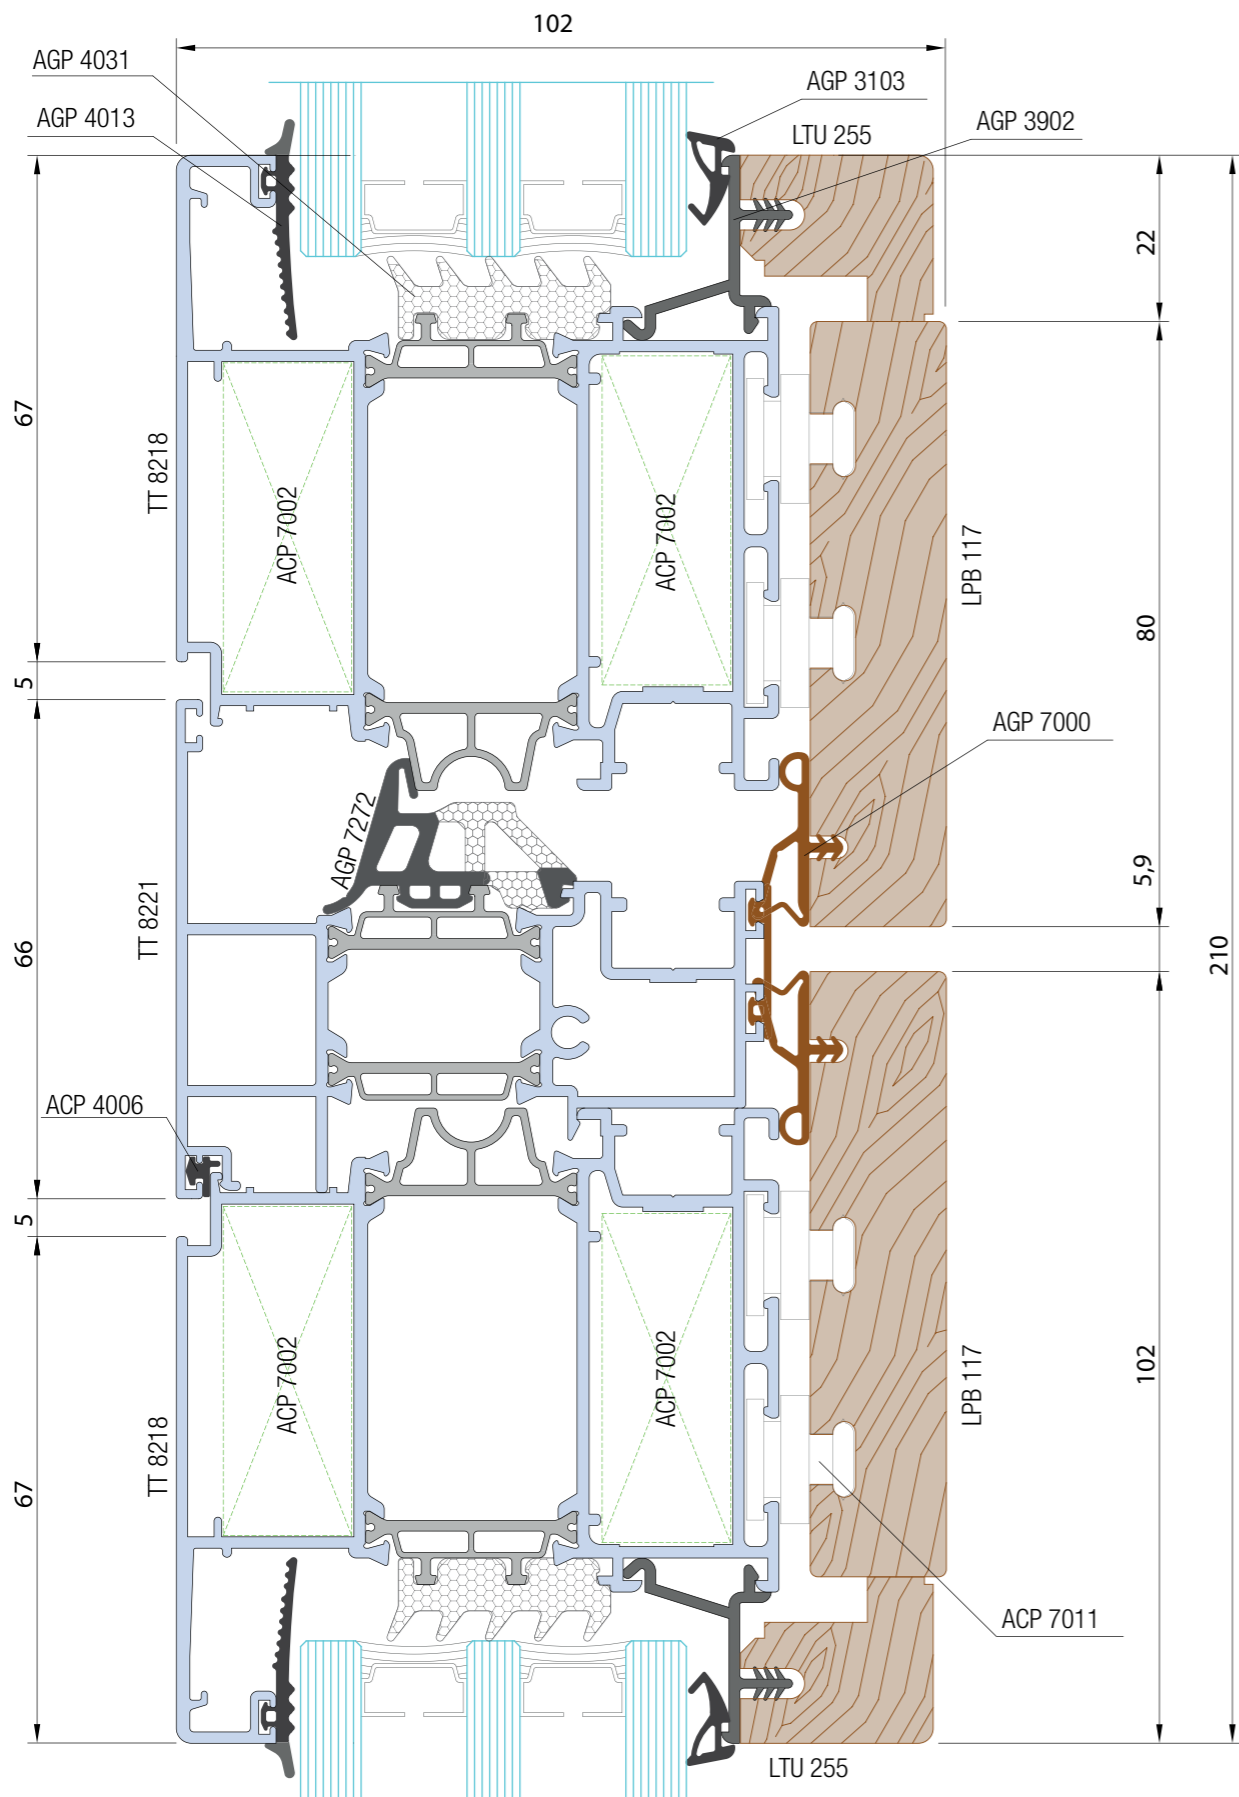 102
AGP 4031
AGP 3103
AGP 4013
LTU 255
AGP 3902
22
67
TT 8218
ACP 7002
ACP 7002
LPB 117
80
5
AGP 7000
AGP 7272
5,9
TT 8221
66
210
ACP 4006
5
ACP 7002
ACP 7002
LPB 117
102
TT 8218
67
ACP 7011
LTU 255